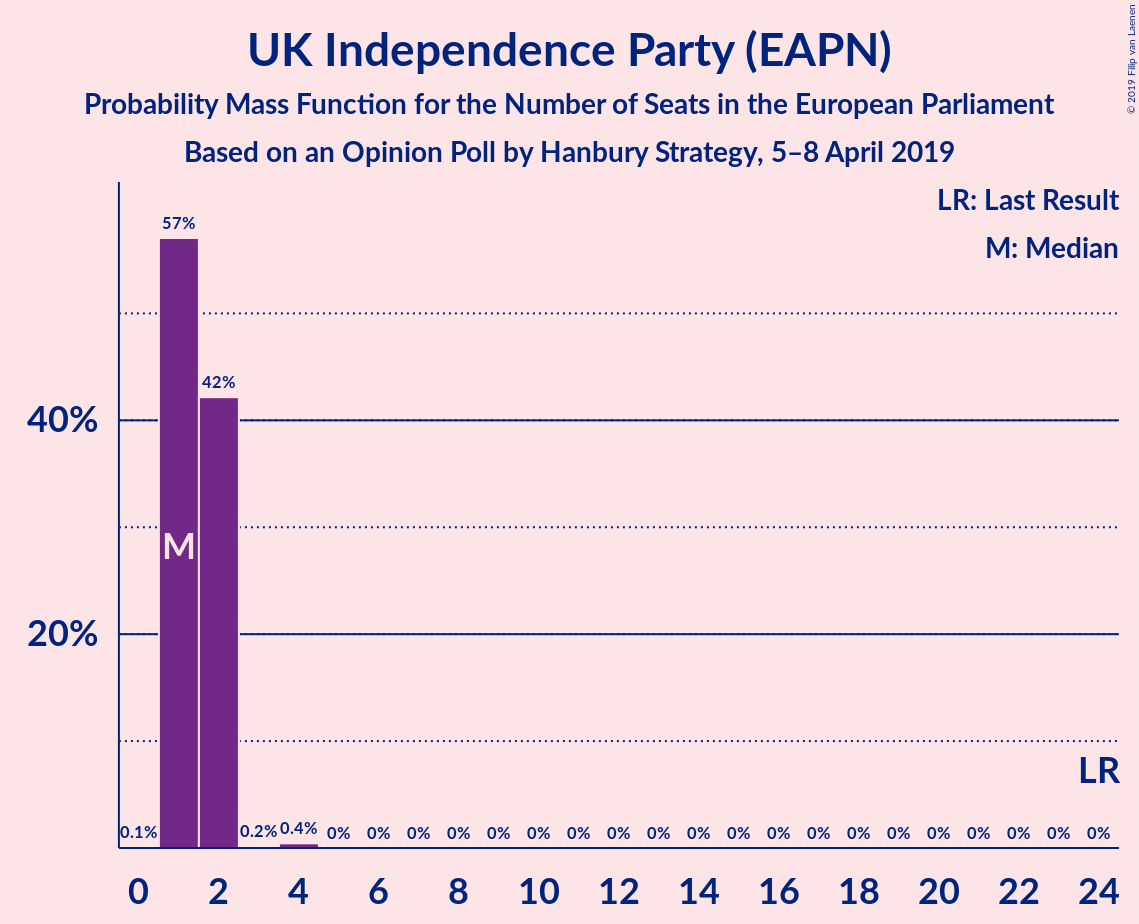 UK Independence Party (EAPN)
Probability Mass Function for the Number of Seats in the European Parliament
Based on an Opinion Poll by Hanbury Strategy, 5–8 April 2019
© 2019 Filip van Laenen
LR: Last Result
M: Median
57%
42%
40%
M
20%
LR
0.1% 0.2% 0.4% 0% 0% 0% 0% 0% 0% 0% 0% 0% 0% 0% 0% 0% 0% 0% 0% 0% 0% 0% 0%
0 2 4 6 8 10 12 14 16 18 20 22 24